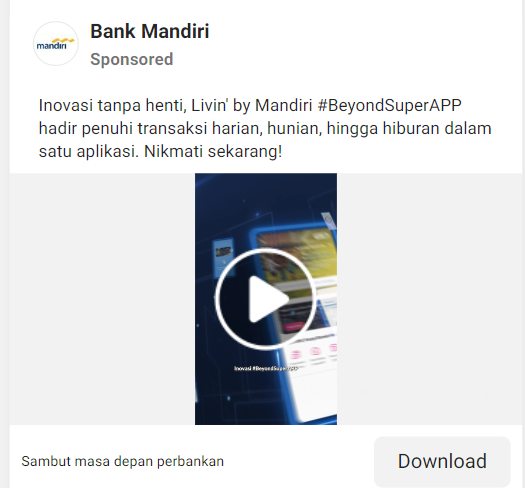 mandiri
Bank Mandiri
Sponsored
Inovasi tanpa henti, Livin' by Mandiri #BeyondSuperAPP
hadir penuhi transaksi harian, hunian, hingga hiburan dalam
satu aplikasi. Nikmati sekarang!
Inovasi #BeyondSuperAPP
Sambut masa depan perbankan
Download